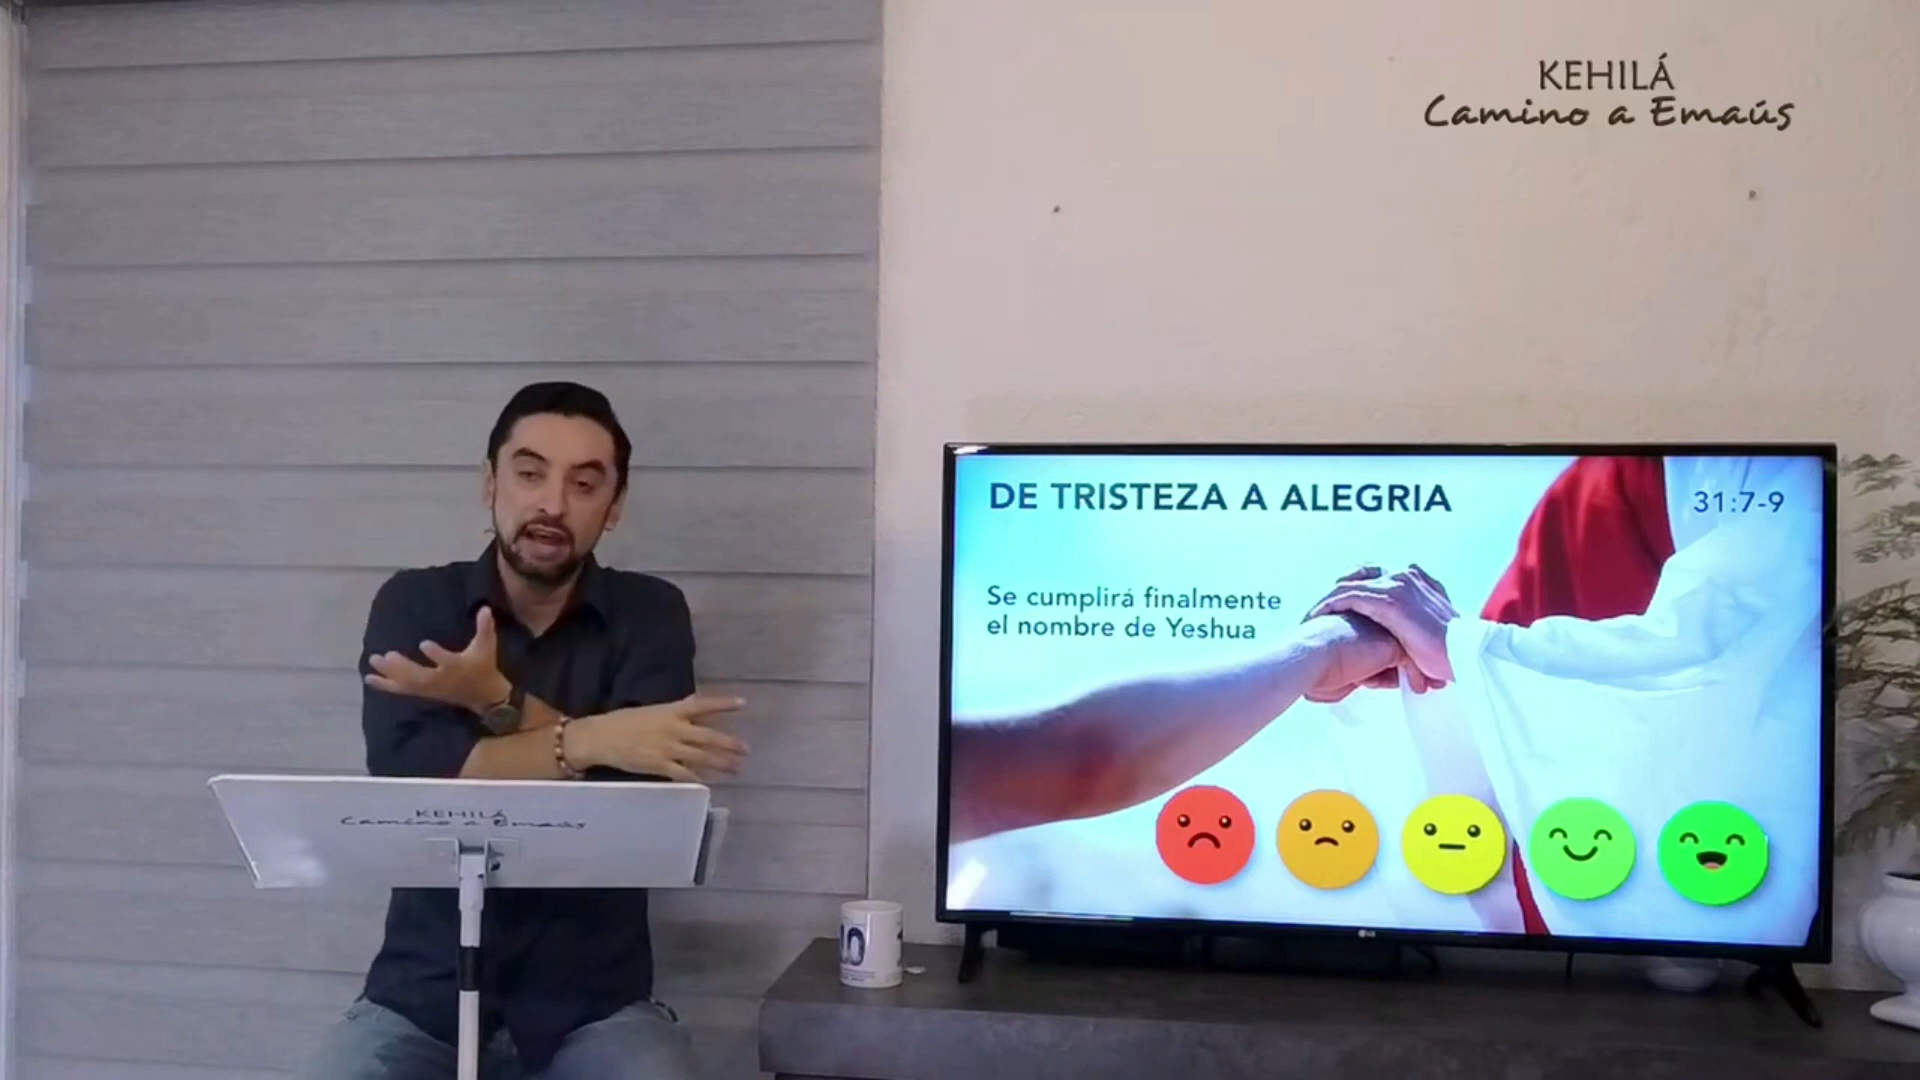 KEHILÁ
Camino a Emaús
DE TRISTEZA A ALEGRIA
31:7-9
Se cumplirá finalmente
el nombre de Yeshua
KEHILÁ
Camino a Emaús
LG